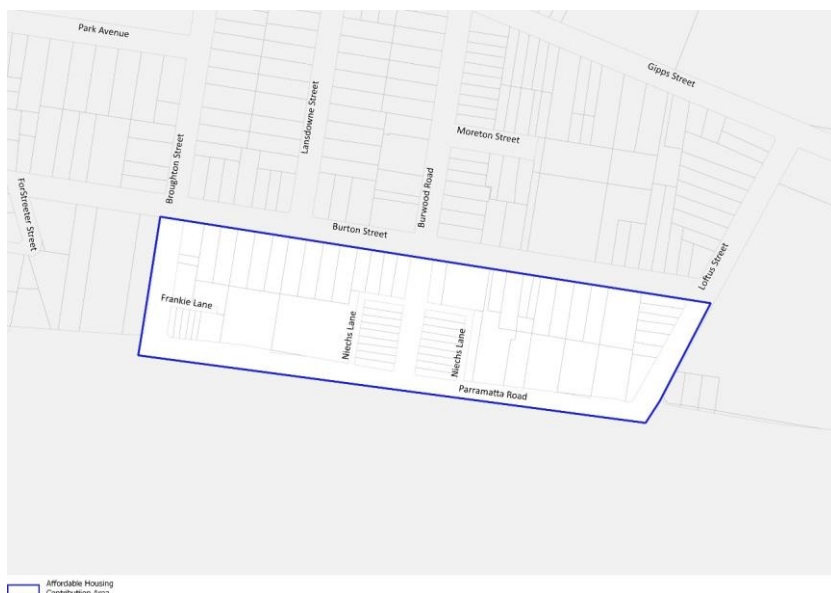 Park Avenue
Gipps Street
Lansdowne Street
Moreton Street
Broughton Street
Burwood Road
Forstreeter Street
Burton Street
Loftus Street
Frankie Lane
Niechs Lane
Niechs Lane
Parramatta Road
Affordable Housing
Contribution Area